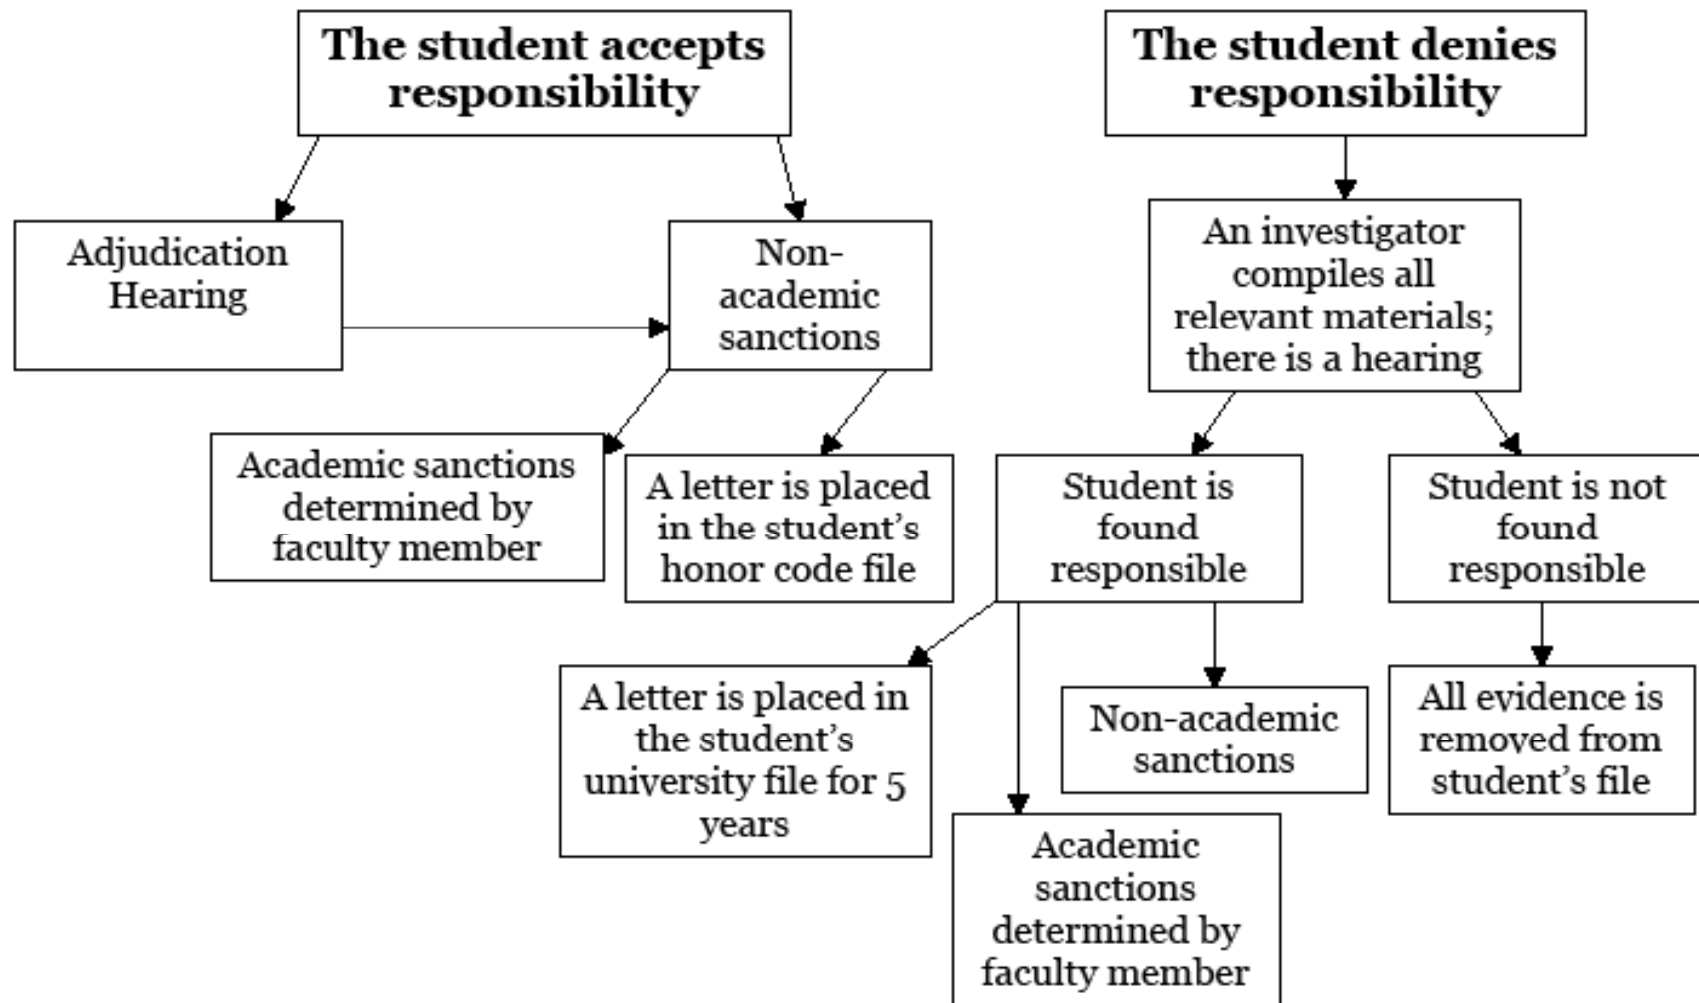 The student accepts
responsibility
The student denies
responsibility
Adjudication
Hearing
Non-
academic
sanctions
An investigator
compiles all
relevant materials;
there is a hearing
Academic sanctions
determined by
faculty member
A letter is placed
in the student’s
honor code file
Student is
found
responsible
Student is not
found
responsible
A letter is placed in
the student’s
university file for 5
years
Non-academic
sanctions
All evidence is
removed from
student’s file
Academic
sanctions
determined by
faculty member